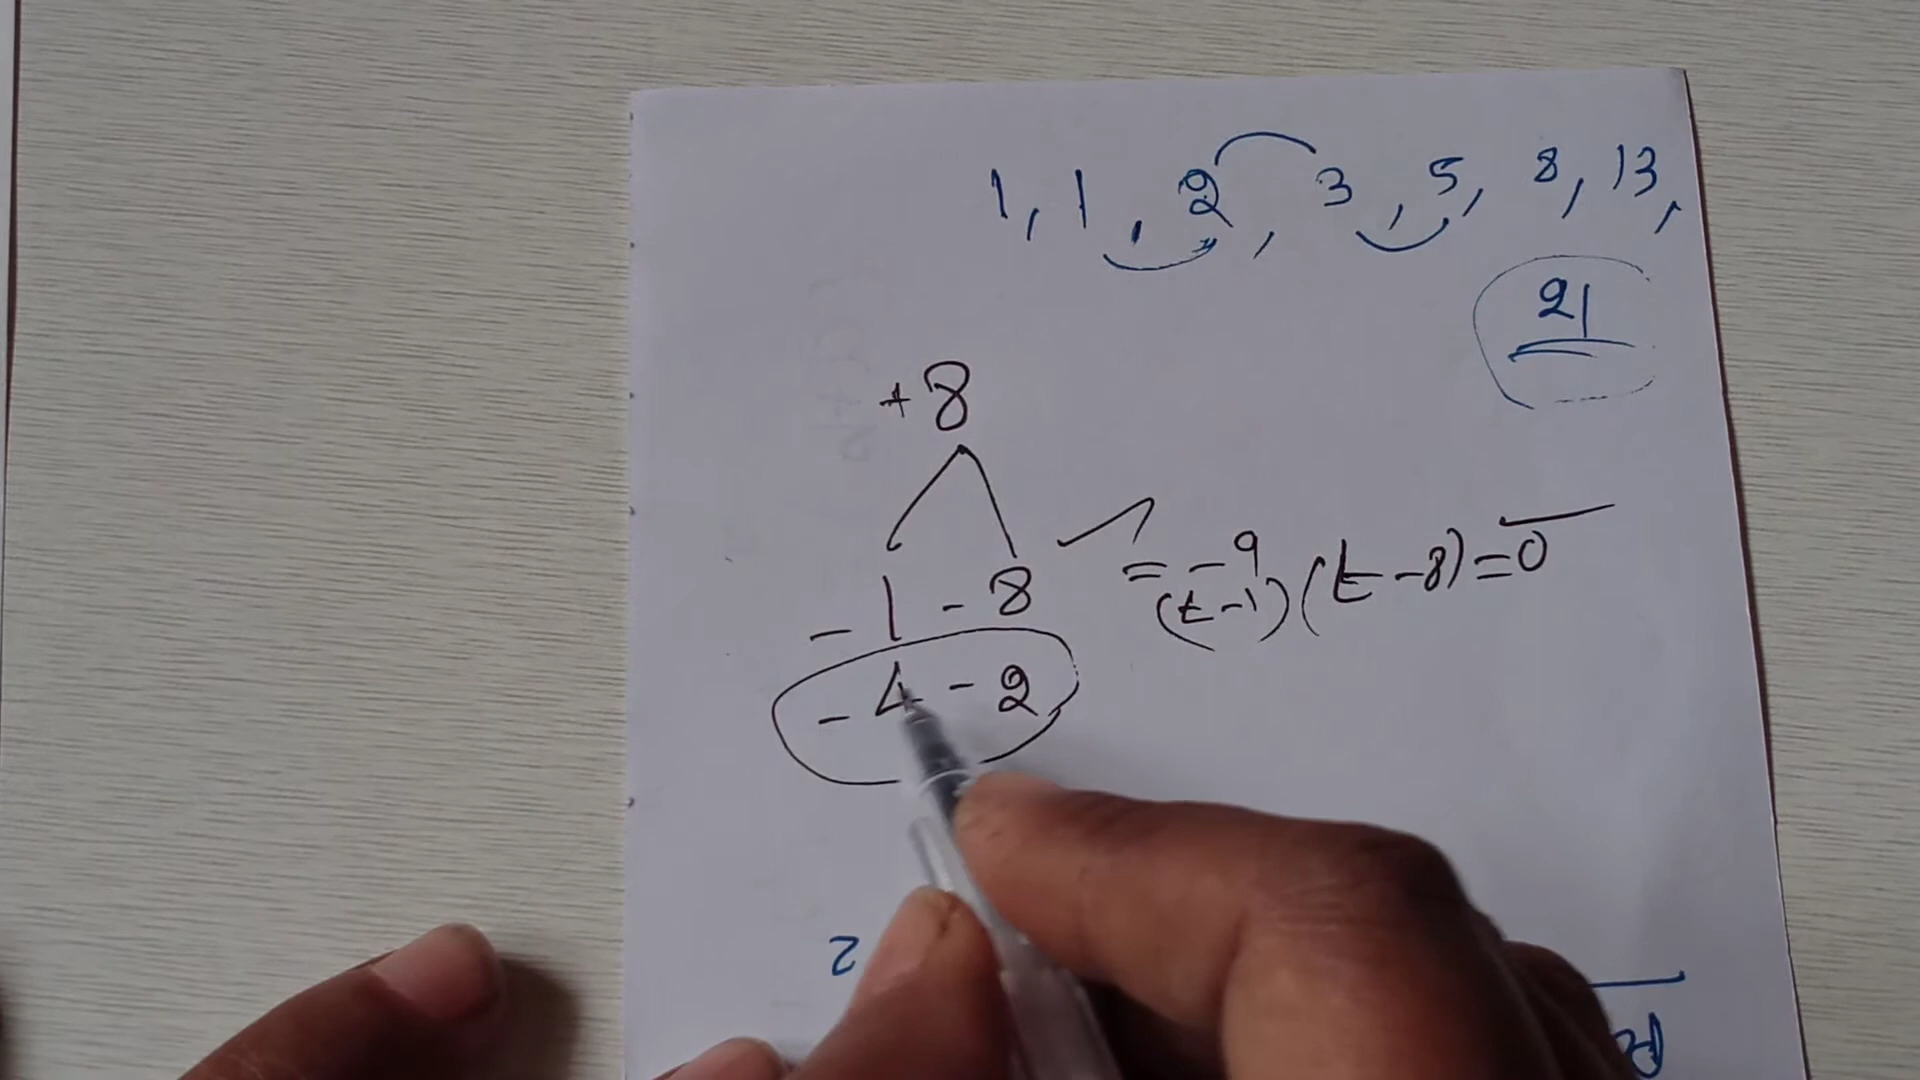 1, 1, 2, 3, 5, 8, 13,
21
+8
-1 -8 = -9
(t-1)(t-8)=0
-4 -2
2